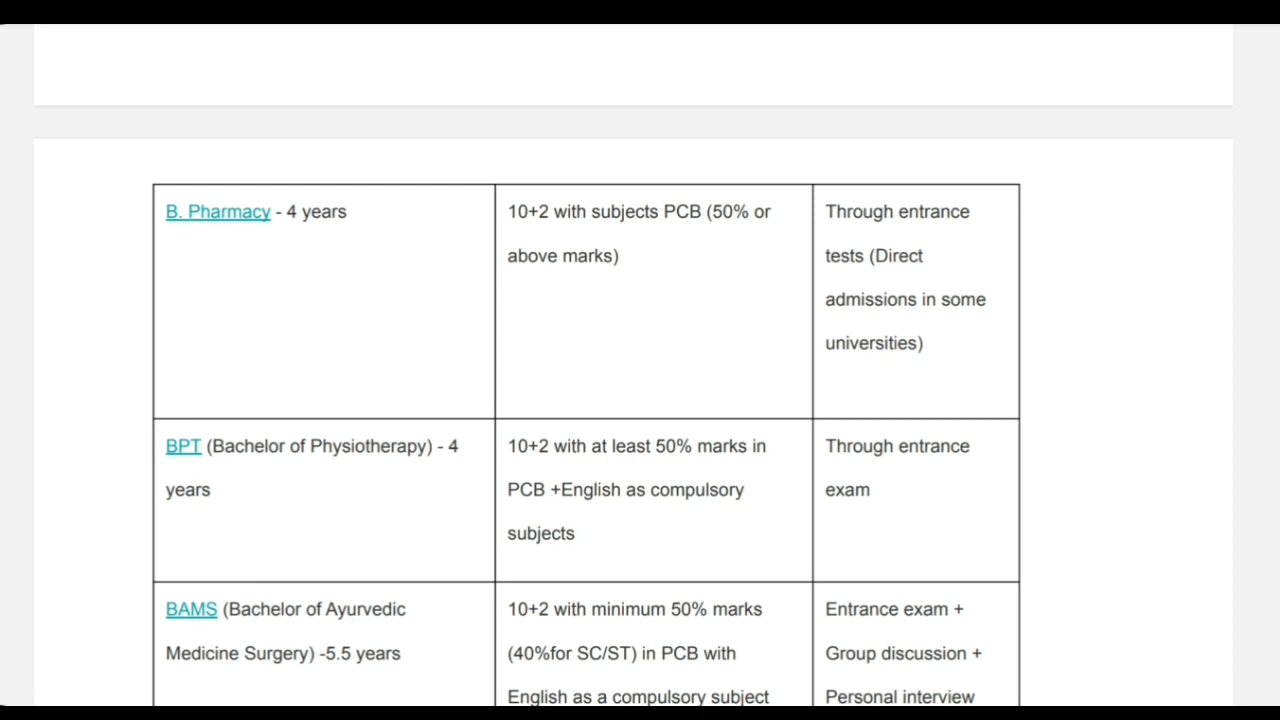 B. Pharmacy - 4 years
10+2 with subjects PCB (50% or
above marks)
Through entrance
tests (Direct
admissions in some
universities)
BPT (Bachelor of Physiotherapy) - 4
years
10+2 with at least 50% marks in
PCB +English as compulsory
subjects
Through entrance
exam
BAMS (Bachelor of Ayurvedic
Medicine Surgery) -5.5 years
10+2 with minimum 50% marks
(40%for SC/ST) in PCB with
English as a compulsory subject
Entrance exam +
Group discussion +
Personal interview